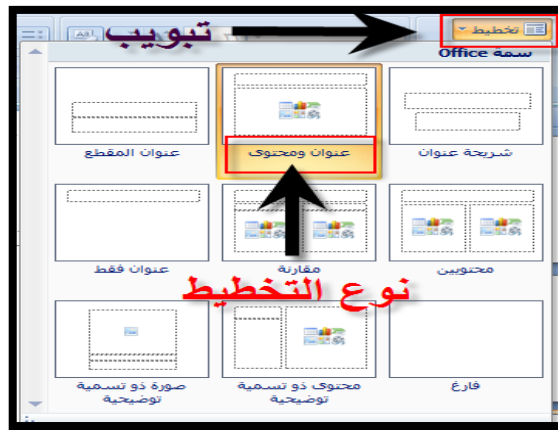 تخطيط
تبويب
سمة Office
شريحة عنوان
عنوان ومحتوى
عنوان المقطع
محتويين
مقارنة
عنوان فقط
نوع التخطيط
فارغ
محتوى ذو تسمية
توضيحية
صورة ذو تسمية
توضيحية